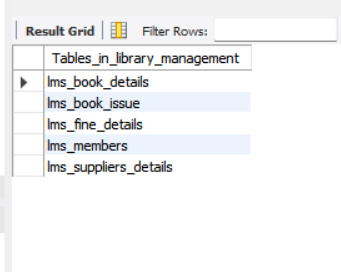 Result Grid Filter Rows:
Tables_in_library_management
lms_book_details
lms_book_issue
lms_fine_details
lms_members
lms_suppliers_details